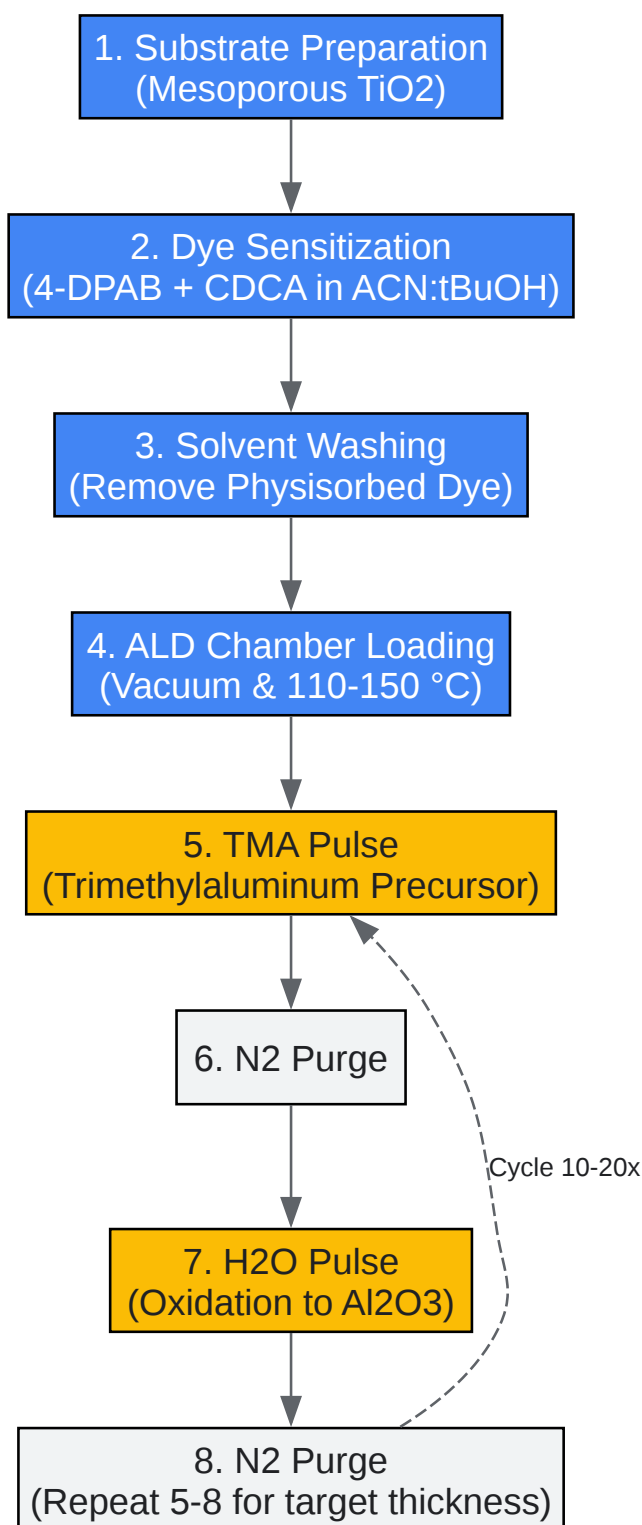 1. Substrate Preparation
(Mesoporous TiO2)
2. Dye Sensitization
(4-DPAB + CDCA in ACN:tBuOH)
3. Solvent Washing
(Remove Physisorbed Dye)
4. ALD Chamber Loading
(Vacuum & 110-150 °C)
5. TMA Pulse
(Trimethylaluminum Precursor)
6. N2 Purge
Cycle 10-20x
7. H2O Pulse
(Oxidation to Al2O3)
8. N2 Purge
(Repeat 5-8 for target thickness)